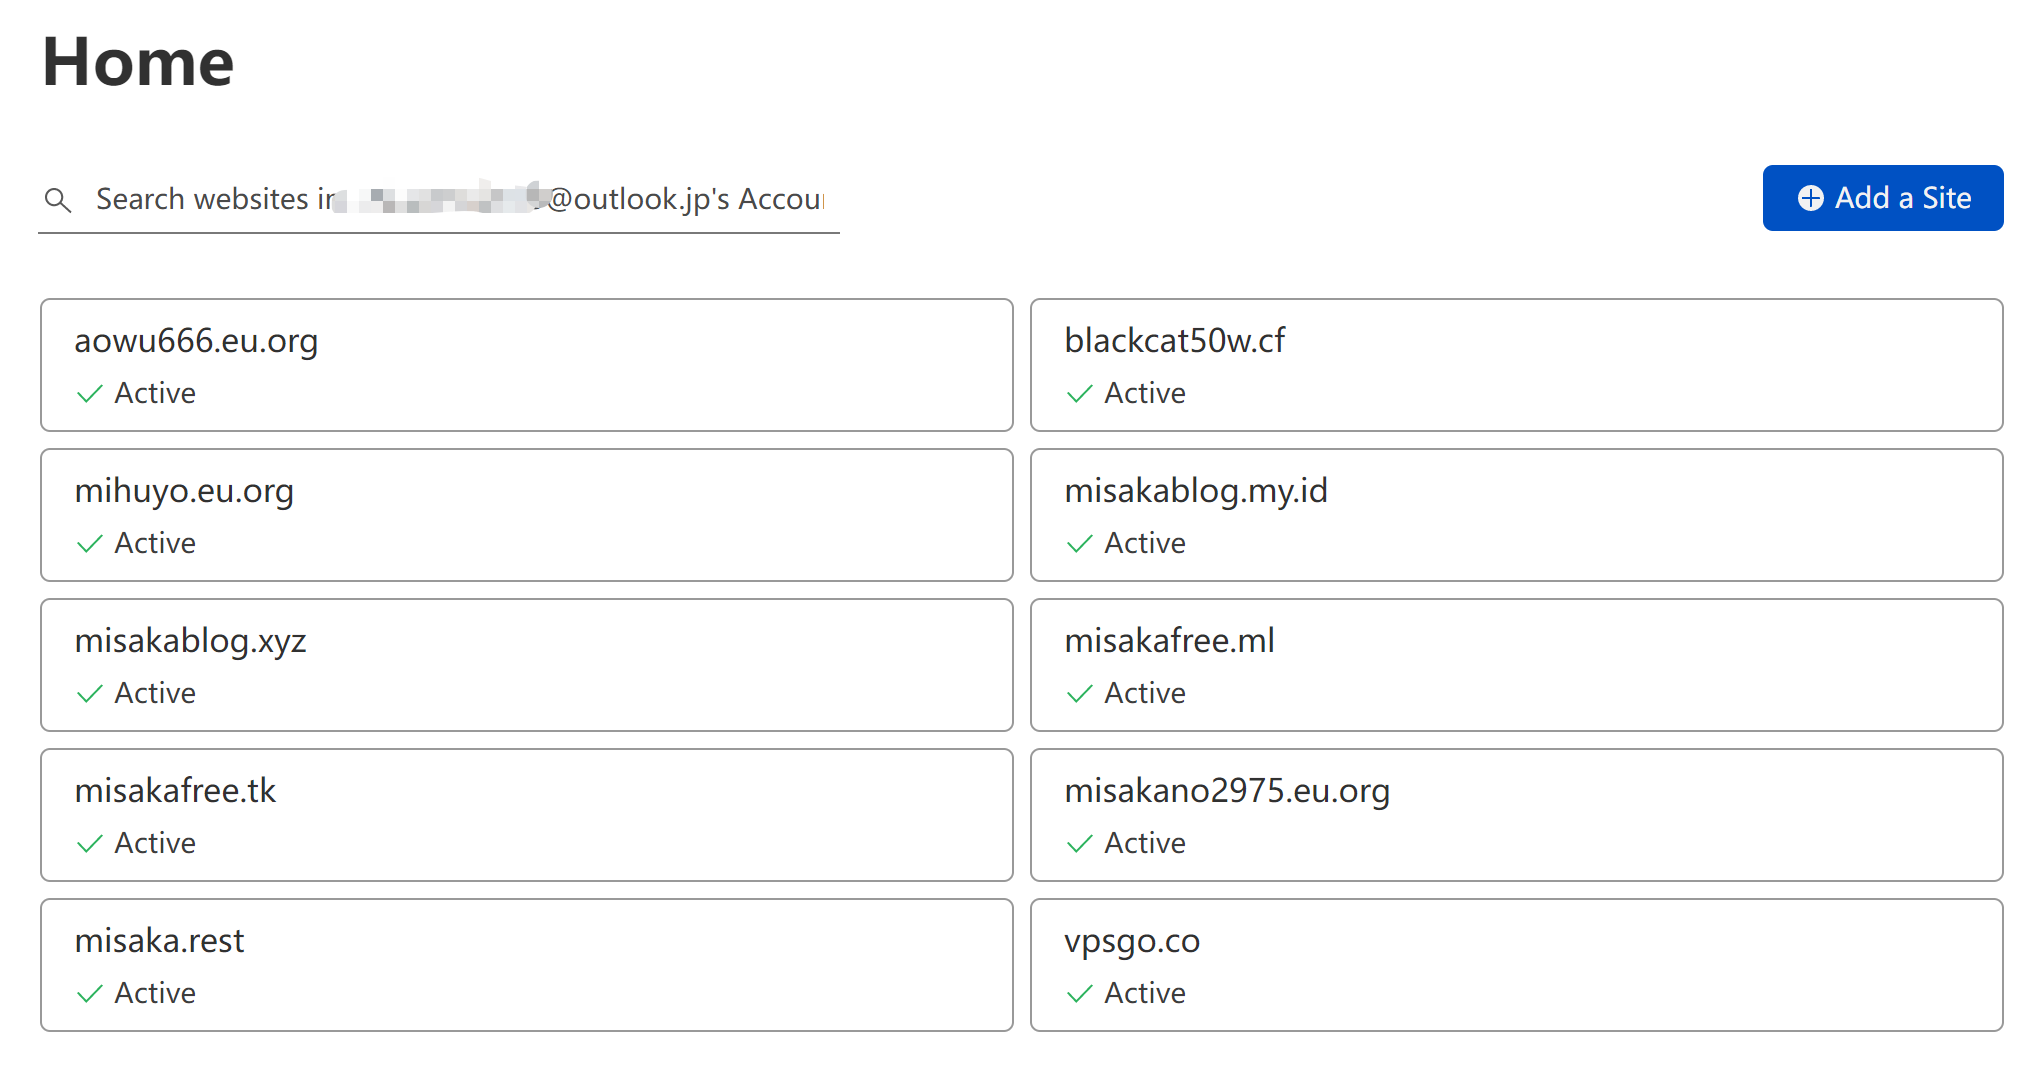 Home
Search websites in @outlook.jp's Accou
Add a Site
aowu666.eu.org
Active
blackcat50w.cf
Active
mihuyo.eu.org
Active
misakablog.my.id
Active
misakablog.xyz
Active
misakafree.ml
Active
misakafree.tk
Active
misakano2975.eu.org
Active
misaka.rest
Active
vpsgo.co
Active